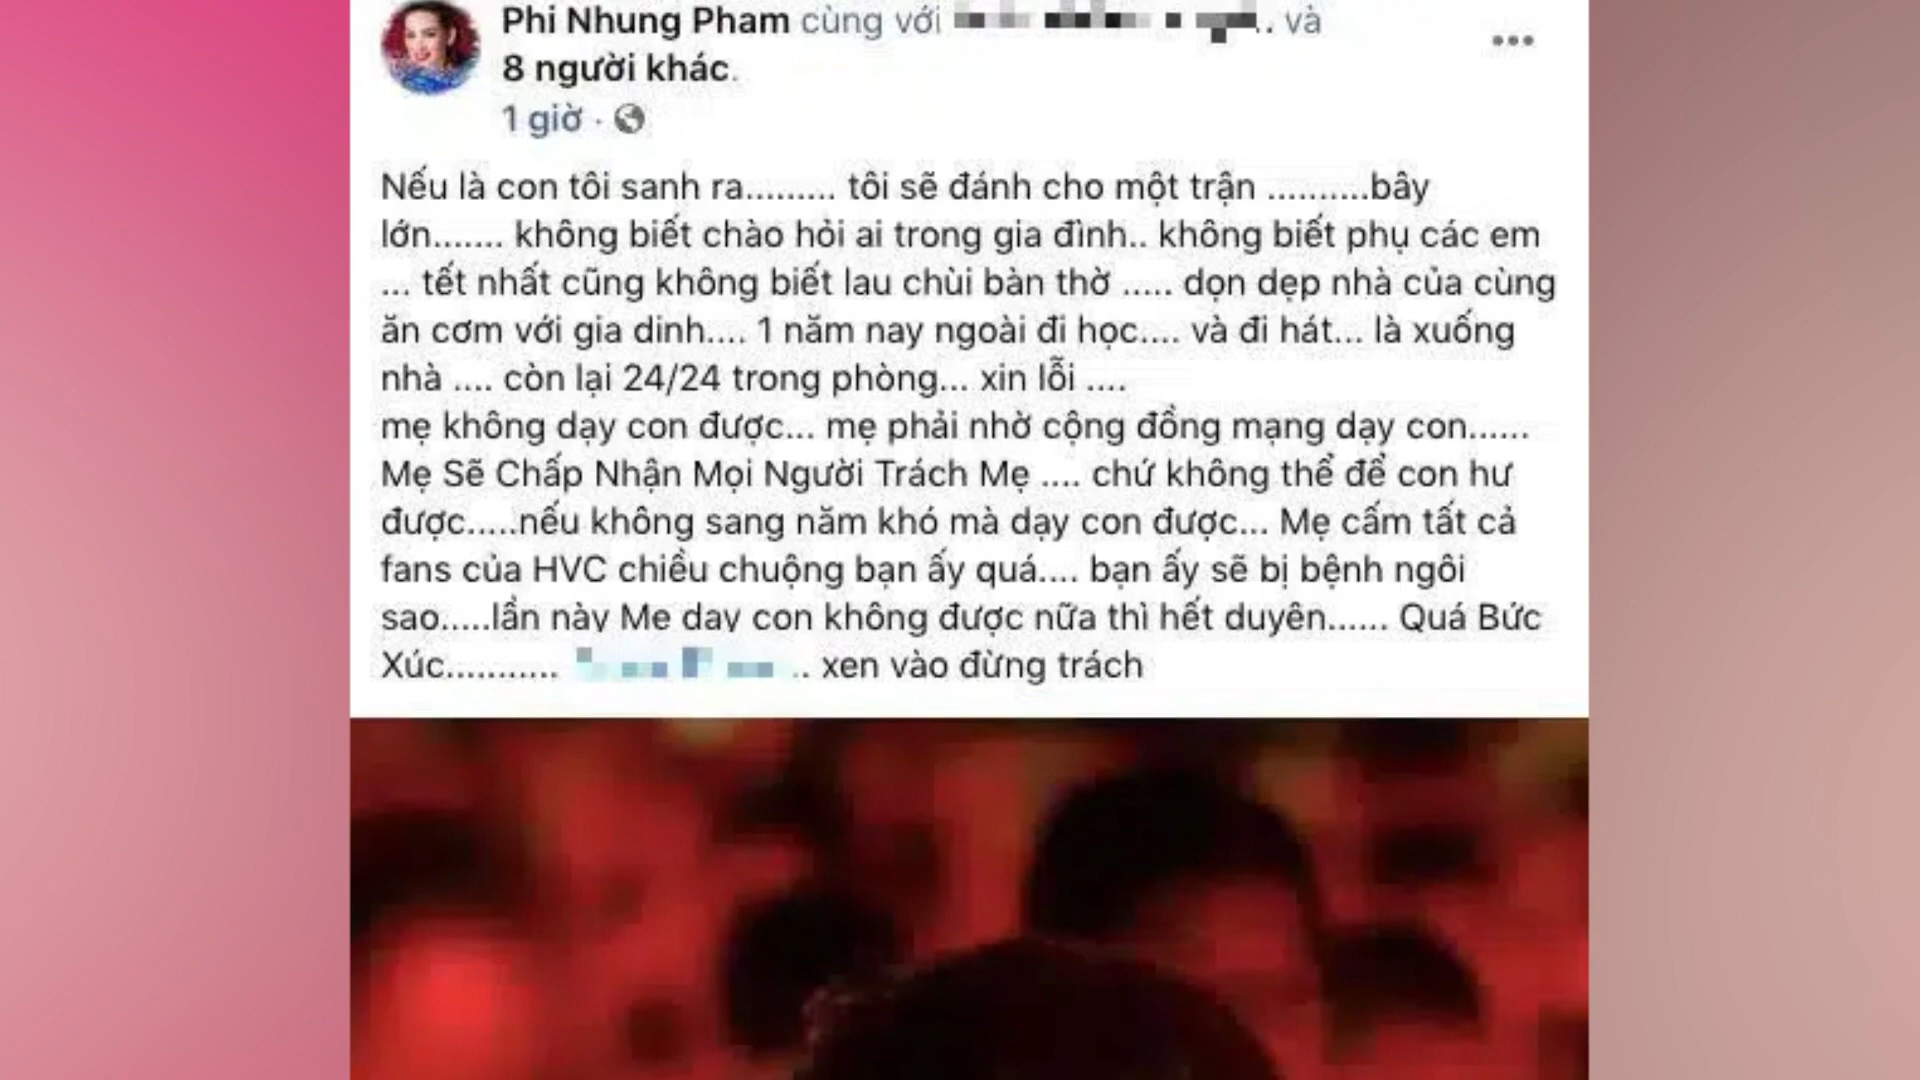 Phi Nhung Pham cùng với .. và
8 người khác.
1 giờ ·
Nếu là con tôi sanh ra......... tôi sẽ đánh cho một trận ..........bây
lớn....... không biết chào hỏi ai trong gia đình.. không biết phụ các em
... tết nhất cũng không biết lau chùi bàn thờ ..... dọn dẹp nhà của cùng
ăn cơm với gia dinh.... 1 năm nay ngoài đi học.... và đi hát... là xuống
nhà .... còn lại 24/24 trong phòng... xin lỗi ....
mẹ không dạy con được... mẹ phải nhờ cộng đồng mạng dạy con......
Mẹ Sẽ Chấp Nhận Mọi Người Trách Mẹ .... chứ không thể để con hư
được.....nếu không sang năm khó mà dạy con được... Mẹ cấm tất cả
fans của HVC chiều chuộng bạn ấy quá.... bạn ấy sẽ bị bệnh ngôi
sao.....lần này Mẹ dạy con không được nữa thì hết duyên...... Quá Bức
Xúc........... .. xen vào đừng trách